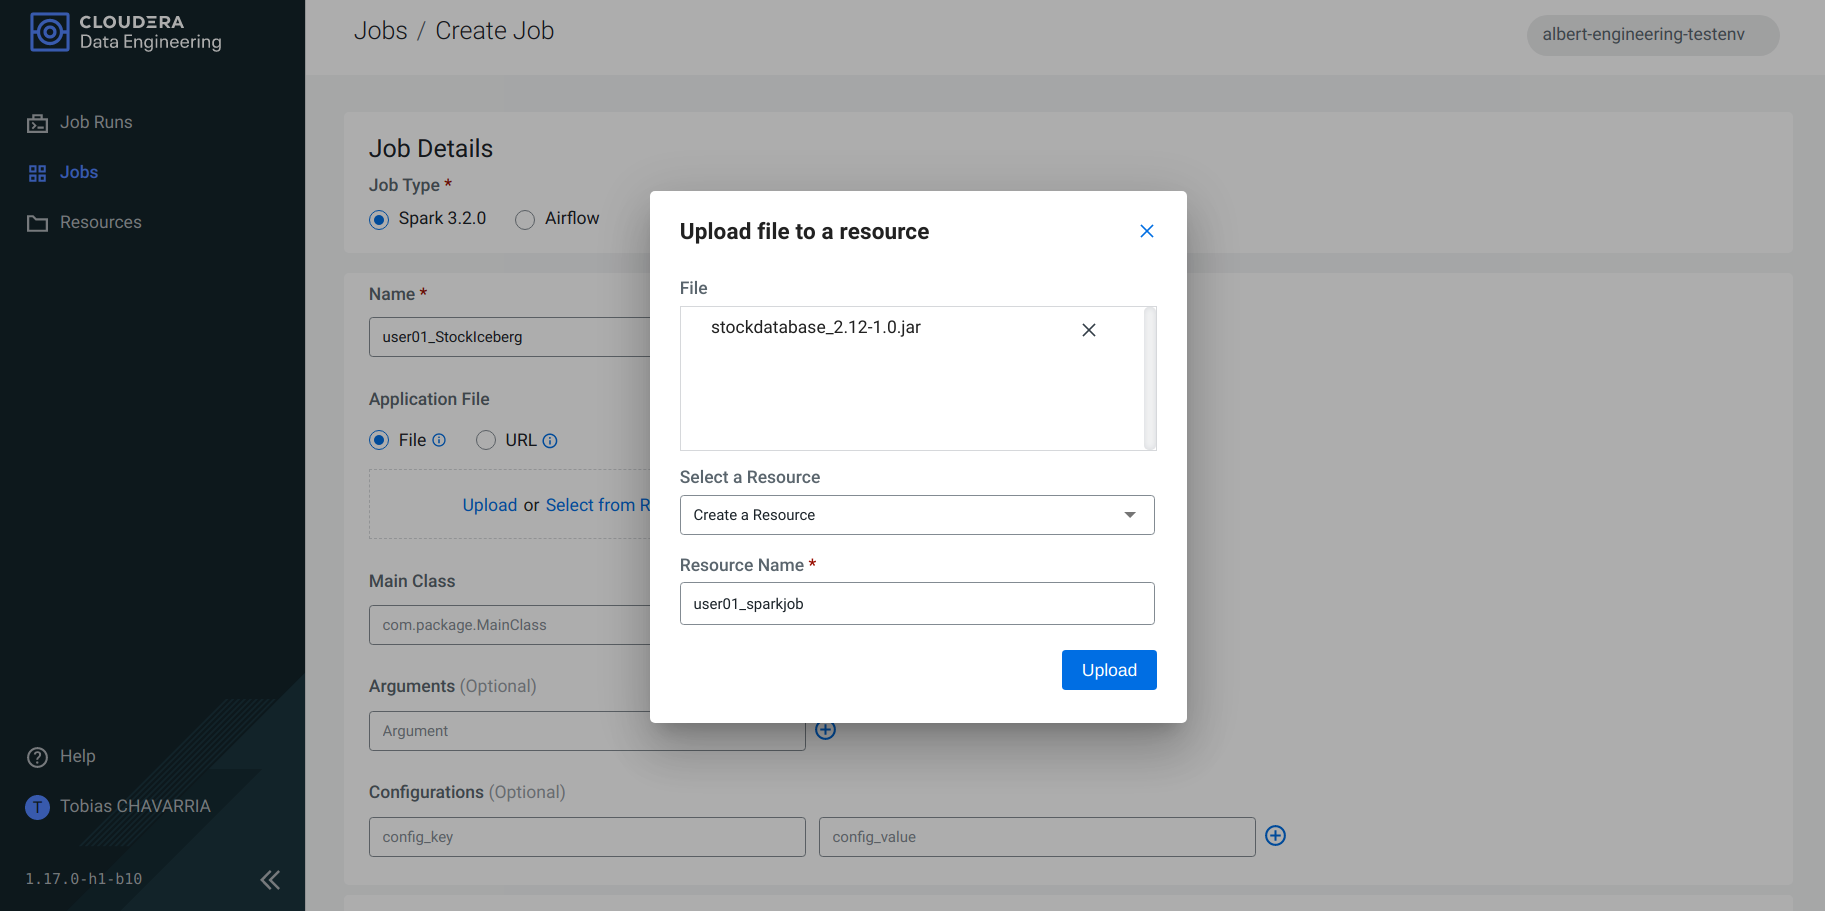 CLOUDERA
Data Engineering
Jobs / Create Job
albert-engineering-testenv
Job Runs
Jobs
Resources
Job Details
Job Type *
Spark 3.2.0 Airflow
Name *
user01_StockIceberg
Application File
File URL
Upload or Select from R
Main Class
com.package.MainClass
Arguments (Optional)
Argument
Configurations (Optional)
config_key config_value
Upload file to a resource
File
stockdatabase_2.12-1.0.jar
Select a Resource
Create a Resource
Resource Name *
user01_sparkjob
Upload
Help
T Tobias CHAVARRIA
1.17.0-h1-b10